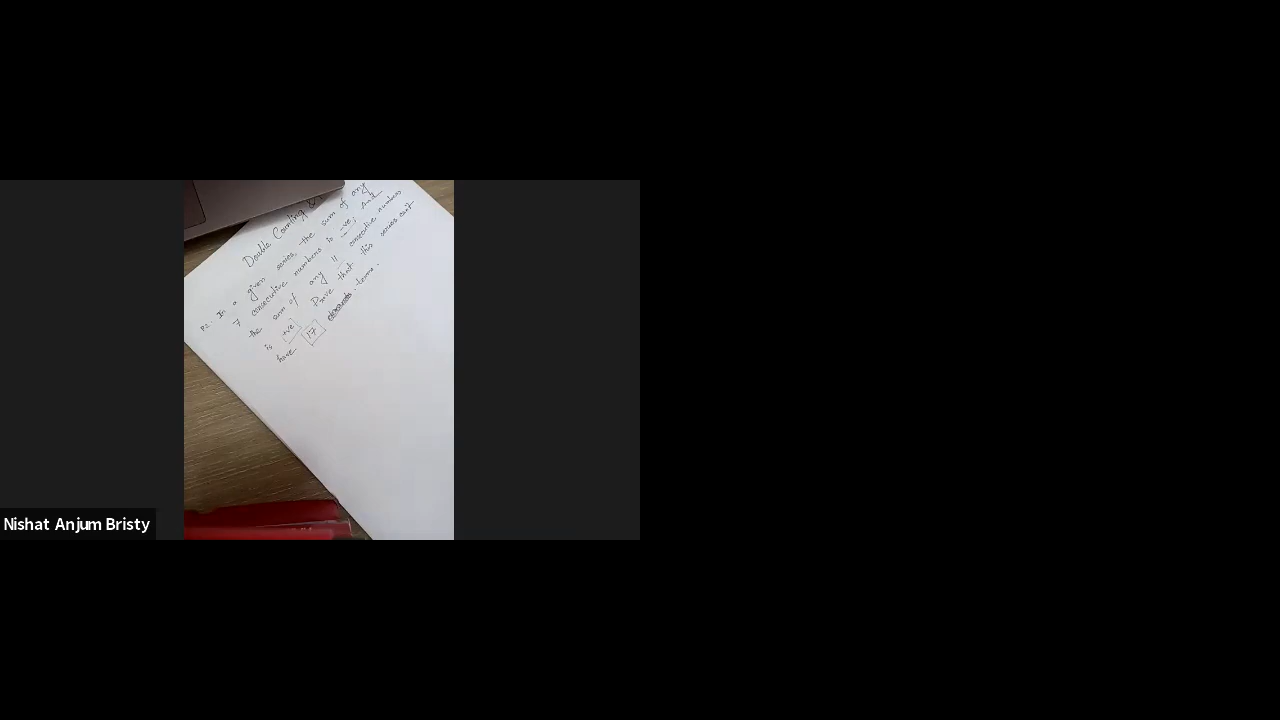 Double Counting
P2. In a given series, the sum of any
7 consecutive numbers is -ve; And
the sum of any 11 consecutive numbers
is +ve. Prove that this series can't
have 17 terms.
Nishat Anjum Bristy